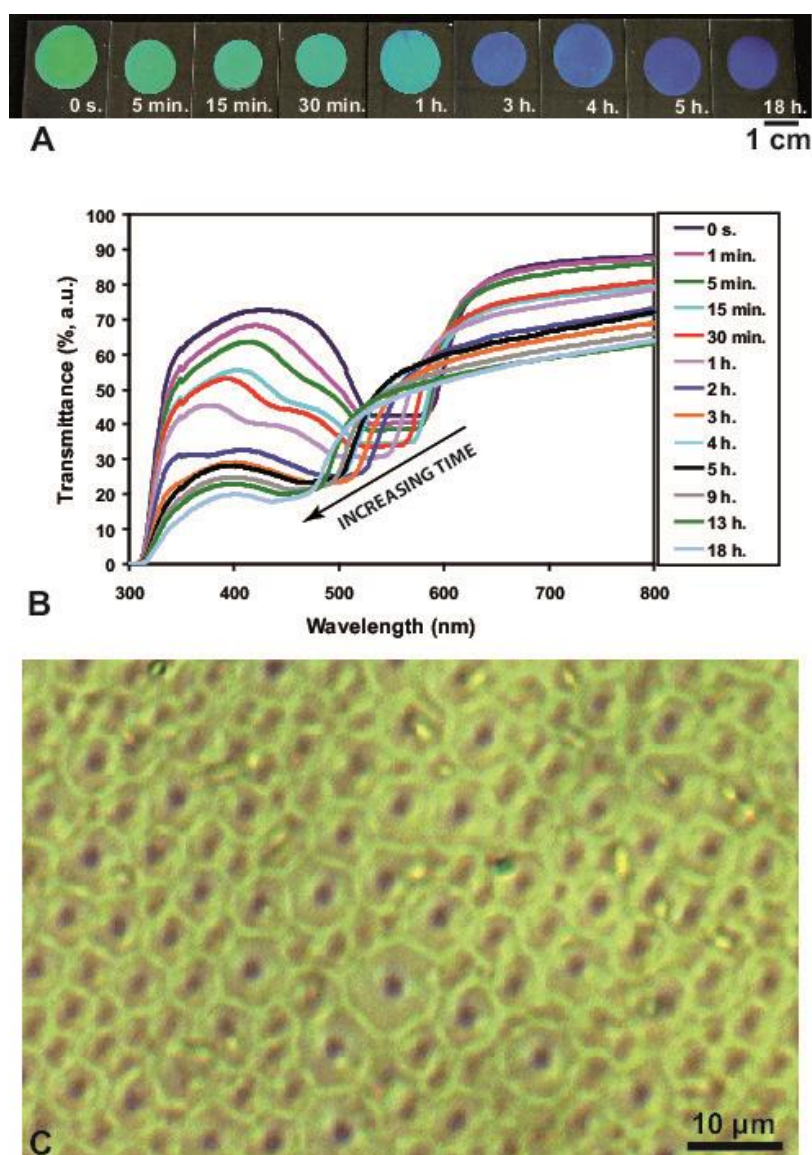 0 s. 5 min. 15 min. 30 min. 1 h. 3 h. 4 h. 5 h. 18 h.
A
1 cm
100
90
80
70
60
50
40
30
20
10
0
Transmittance (%, a.u.)
300 400 500 600 700 800
Wavelength (nm)
INCREASING TIME
0 s.
1 min.
5 min.
15 min.
30 min.
1 h.
2 h.
3 h.
4 h.
5 h.
9 h.
13 h.
18 h.
B
10 µm
C